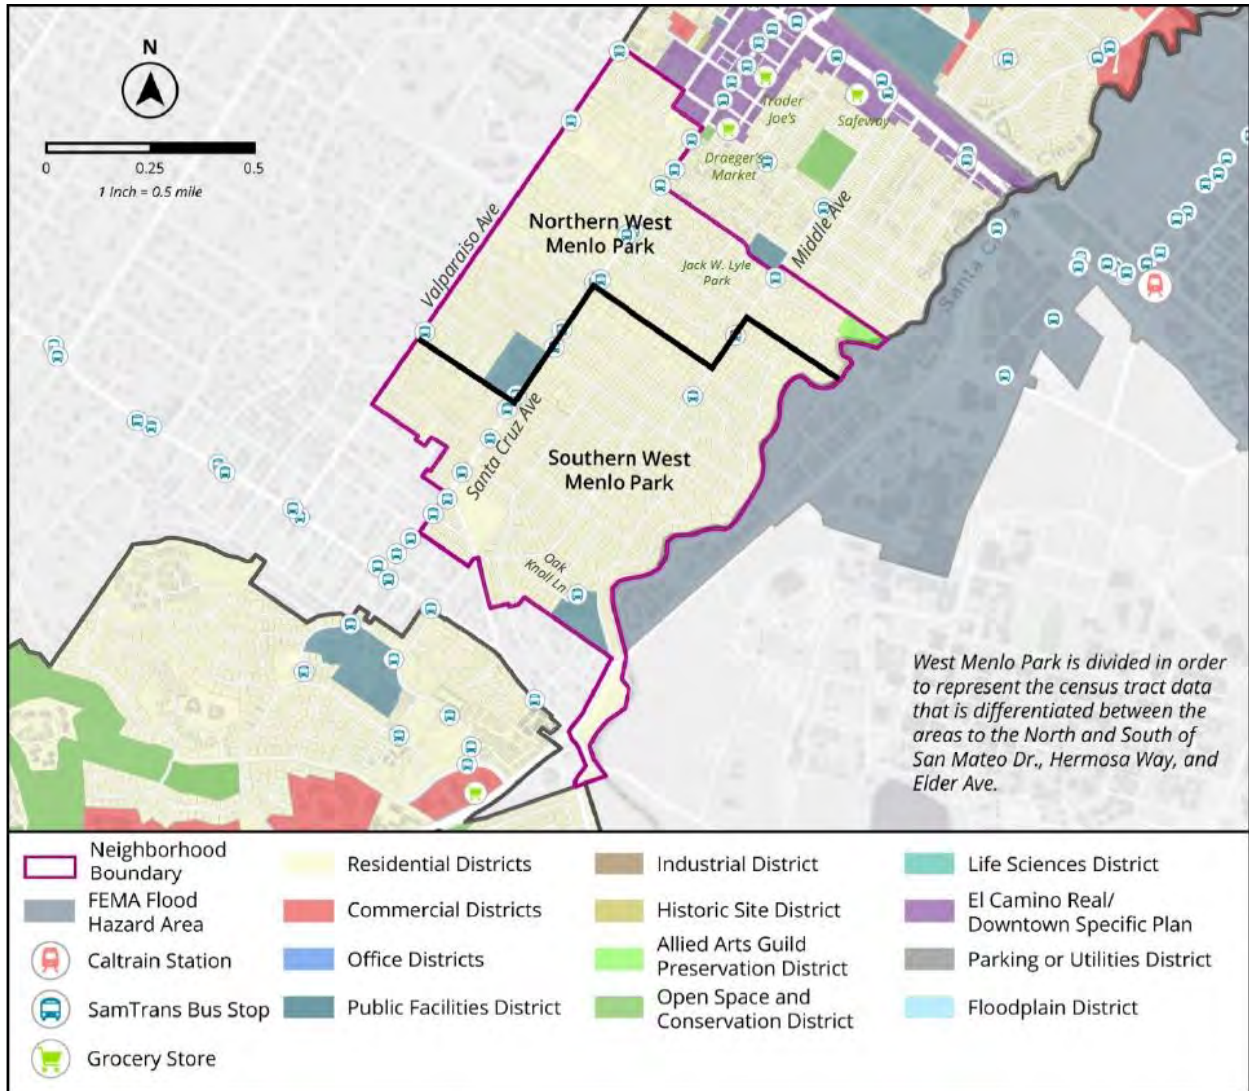 N
0
0.25
0.5
1 Inch = 0.5 mile
Trader
Joe's
Safeway
Draeger's
Market
Valparaiso Ave
Northern West
Menlo Park
Middle Ave
Jack W. Lyle
Park
Santa Cruz Ave
Southern West
Menlo Park
Oak
Knoll Ln
West Menlo Park is divided in order
to represent the census tract data
that is differentiated between the
areas to the North and South of
San Mateo Dr., Hermosa Way, and
Elder Ave.
Neighborhood
Boundary
FEMA Flood
Hazard Area
Caltrain Station
SamTrans Bus Stop
Grocery Store
Residential Districts
Commercial Districts
Office Districts
Public Facilities District
Industrial District
Historic Site District
Allied Arts Guild
Preservation District
Open Space and
Conservation District
Life Sciences District
El Camino Real/
Downtown Specific Plan
Parking or Utilities District
Floodplain District